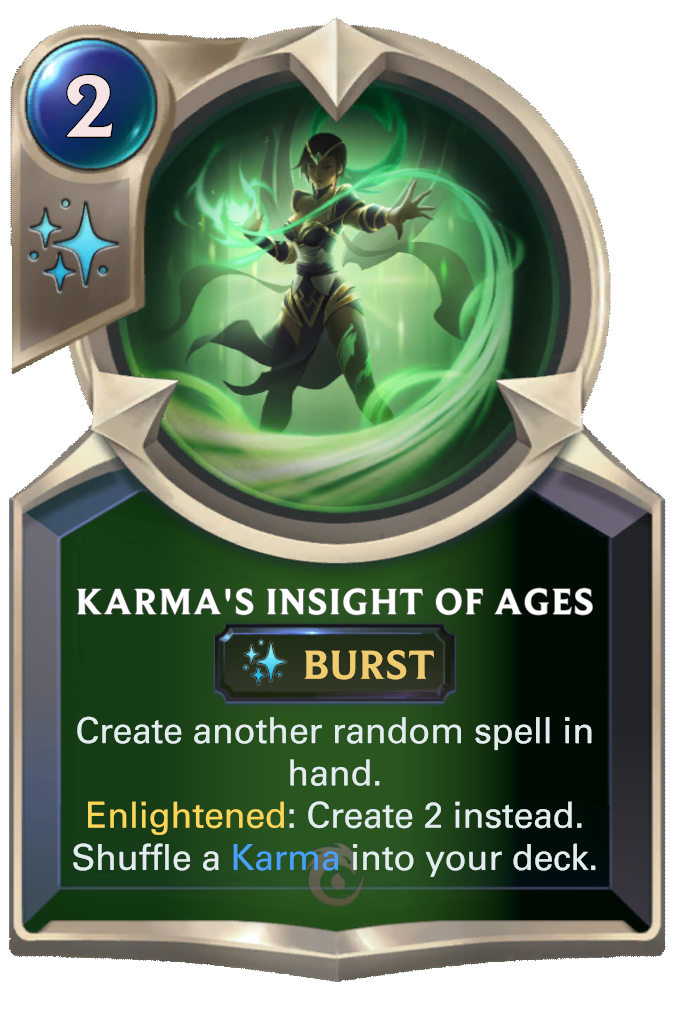 2
KARMA'S INSIGHT OF AGES
BURST
Create another random spell in
hand.
Enlightened: Create 2 instead.
Shuffle a Karma into your deck.